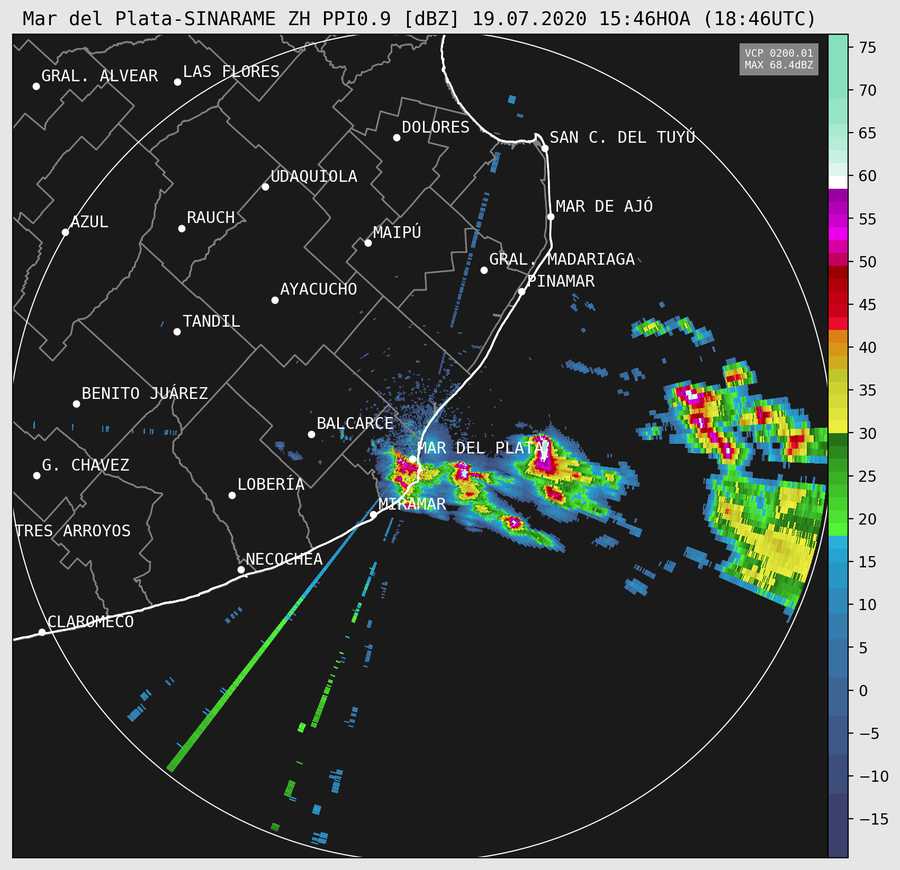 Mar del Plata-SINARAME ZH PPI0.9 [dBZ] 19.07.2020 15:46HOA (18:46UTC)
VCP 0200.01
MAX 68.4dBZ
GRAL. ALVEAR
LAS FLORES
DOLORES
SAN C. DEL TUYÚ
UDAQUIOLA
AZUL
RAUCH
MAIPÚ
MAR DE AJÓ
GRAL. MADARIAGA
PINAMAR
AYACUCHO
TANDIL
BENITO JUÁREZ
BALCARCE
MAR DEL PLATA
G. CHAVEZ
LOBERÍA
MIRAMAR
TRES ARROYOS
NECOCHEA
CLAROMECO
75
70
65
60
55
50
45
40
35
30
25
20
15
10
5
0
−5
−10
−15